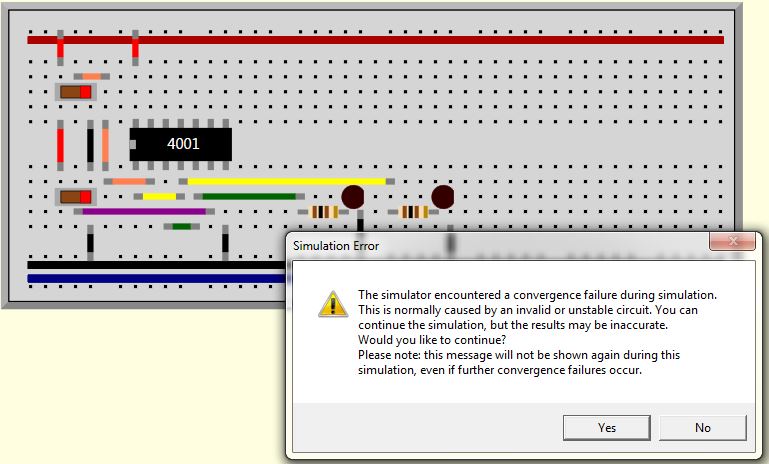 4001
Simulation Error
The simulator encountered a convergence failure during simulation.
This is normally caused by an invalid or unstable circuit. You can
continue the simulation, but the results may be inaccurate.
Would you like to continue?
Please note: this message will not be shown again during this
simulation, even if further convergence failures occur.
Yes No